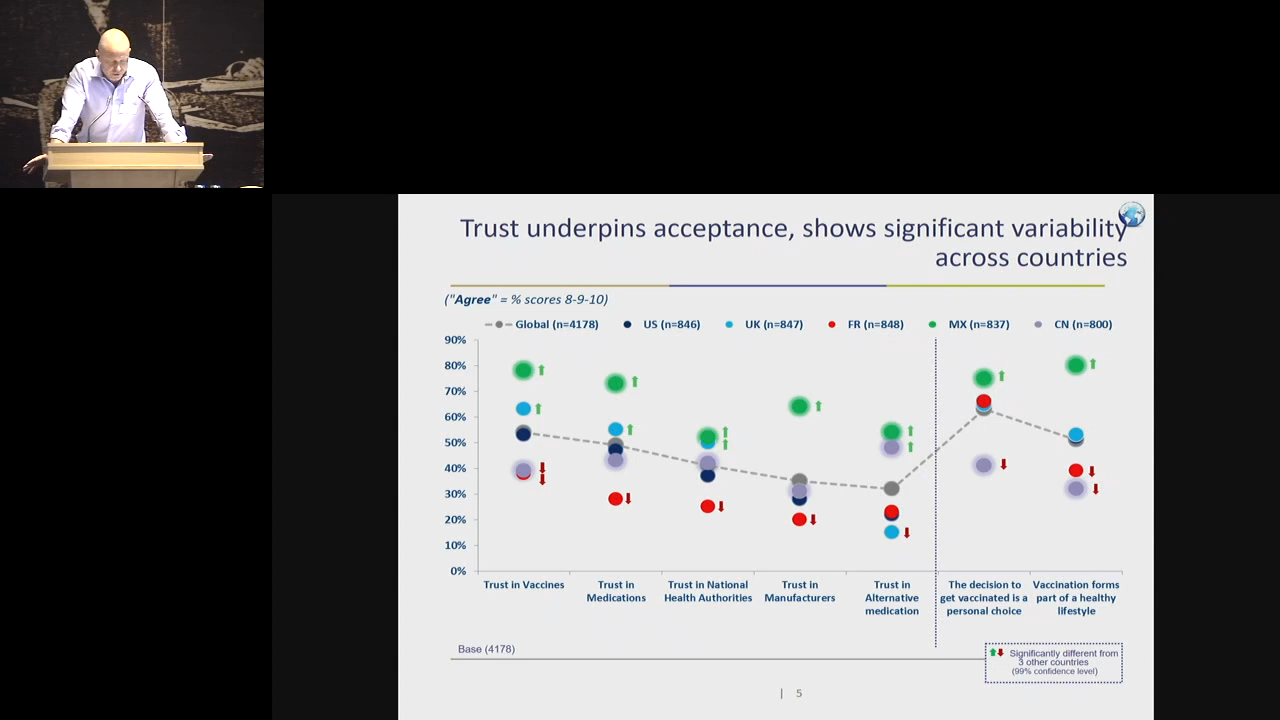 Trust underpins acceptance, shows significant variability
across countries
("Agree" = % scores 8-9-10)
Global (n=4178) US (n=846) UK (n=847) FR (n=848) MX (n=837) CN (n=800)
90%
80%
70%
60%
50%
40%
30%
20%
10%
0%
Trust in Vaccines
Trust in
Medications
Trust in National
Health Authorities
Trust in
Manufacturers
Trust in
Alternative
medication
The decision to
get vaccinated is a
personal choice
Vaccination forms
part of a healthy
lifestyle
Base (4178)
Significantly different from
3 other countries
(99% confidence level)
| 5